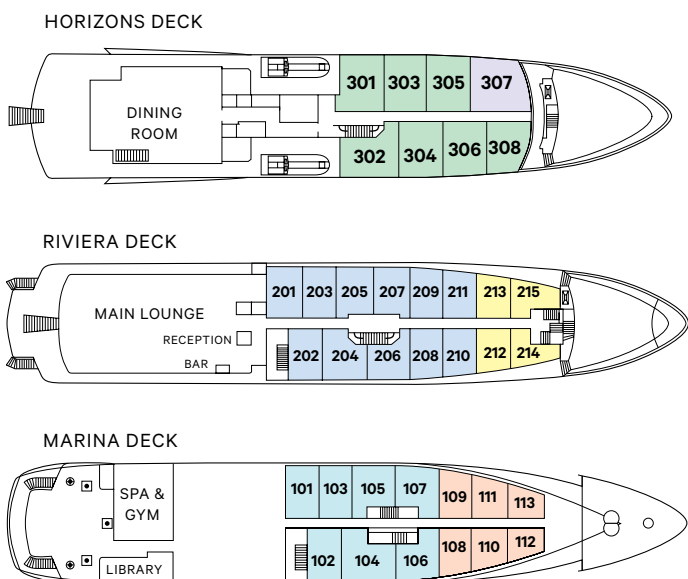 HORIZONS DECK
301 303 305 307
DINING
ROOM
302 304 306 308
RIVIERA DECK
201 203 205 207 209 211 213 215
MAIN LOUNGE
RECEPTION
BAR
202 204 206 208 210 212 214
MARINA DECK
101 103 105 107 109 111 113
SPA &
GYM
LIBRARY
102 104 106 108 110 112